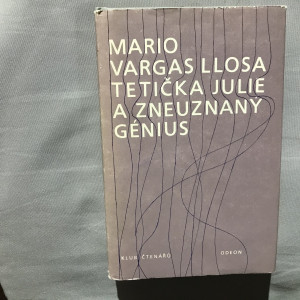 MARIO
VARGAS LLOSA
TETIČKA JULIE
A ZNEUZNANÝ
GÉNIUS
KLUB ČTENÁŘŮ ODEON